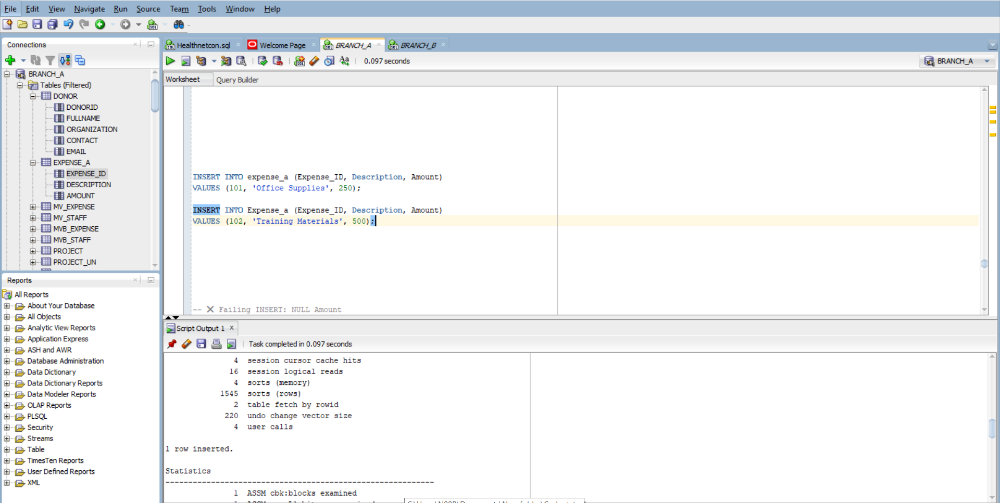 File Edit View Navigate Run Source Team Tools Window Help
Connections
BRANCH_A
Tables (Filtered)
DONOR
DONORID
FULLNAME
ORGANIZATION
CONTACT
EMAIL
EXPENSE_A
EXPENSE_ID
DESCRIPTION
AMOUNT
MV_EXPENSE
MV_STAFF
MVB_EXPENSE
MVB_STAFF
PROJECT
PROJECT_UN
Reports
All Reports
About Your Database
All Objects
Analytic View Reports
Application Express
ASH and AWR
Database Administration
Data Dictionary
Data Dictionary Reports
Data Modeler Reports
OLAP Reports
PLSQL
Security
Streams
Table
TimesTen Reports
User Defined Reports
XML
Healthnetcon.sql Welcome Page BRANCH_A BRANCH_B
0.097 seconds BRANCH_A
Worksheet Query Builder
INSERT INTO expense_a (Expense_ID, Description, Amount)
VALUES (101, 'Office Supplies', 250);
INSERT INTO Expense_a (Expense_ID, Description, Amount)
VALUES (102, 'Training Materials', 500);
-- ❌ Failing INSERT: NULL Amount
Script Output 1
Task completed in 0.097 seconds
4 session cursor cache hits
16 session logical reads
4 sorts (memory)
1545 sorts (rows)
2 table fetch by rowid
220 undo change vector size
4 user calls
1 row inserted.
Statistics
-----------------------------------------------------------
1 ASSM cbk:blocks examined